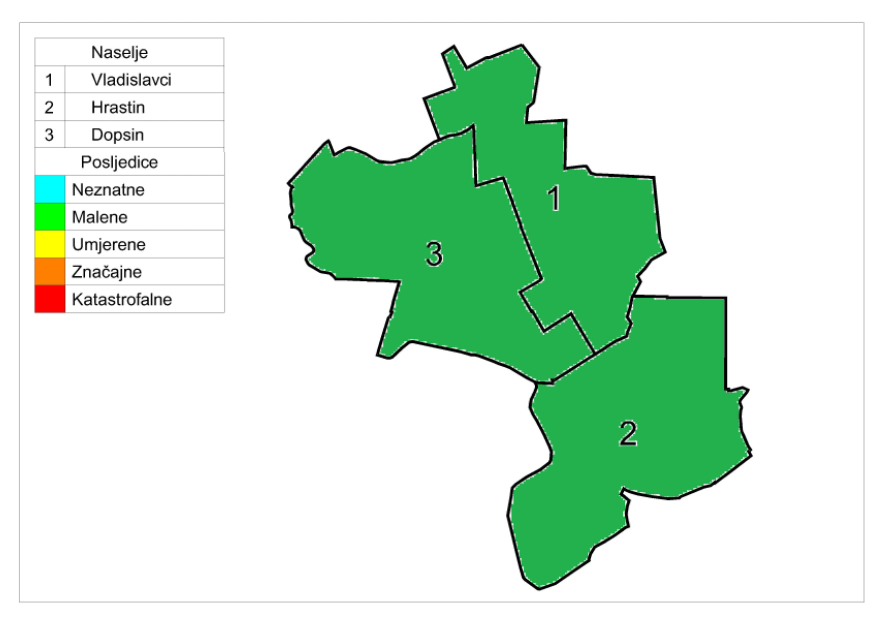 Naselje
1 Vladislavci
2 Hrastin
3 Dopsin
Posljedice
Neznatne
Malene
Umjerene
Značajne
Katastrofalne
1
3
2